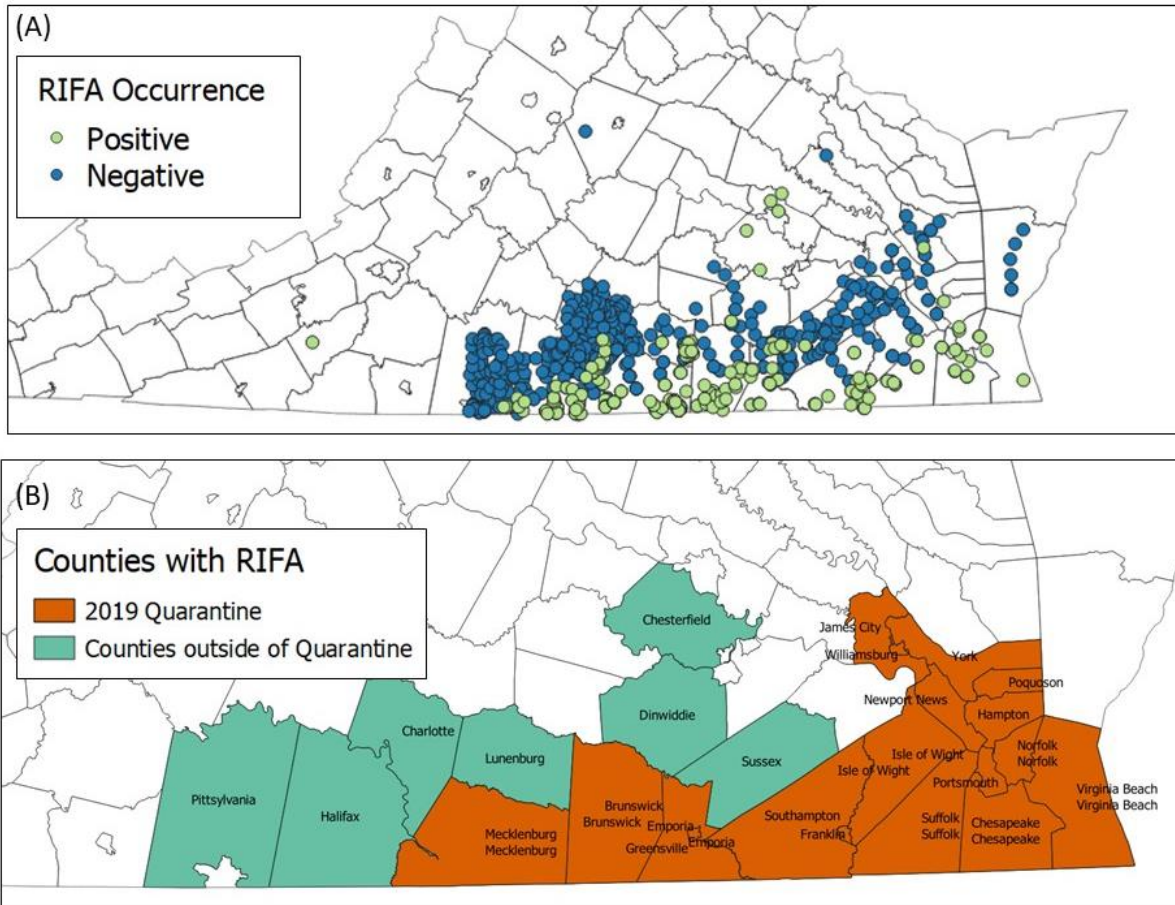 (A)
RIFA Occurrence
Positive
Negative
(B)
Counties with RIFA
2019 Quarantine
Counties outside of Quarantine
Chesterfield
James City
Williamsburg
York
Poquoson
Newport News
Hampton
Charlotte
Dinwiddie
Lunenburg
Sussex
Isle of Wight
Isle of Wight
Norfolk
Norfolk
Portsmouth
Pittsylvania
Halifax
Virginia Beach
Virginia Beach
Brunswick
Brunswick
Emporia
Emporia
Greensville
Southampton
Franklin
Suffolk
Suffolk
Chesapeake
Chesapeake
Mecklenburg
Mecklenburg